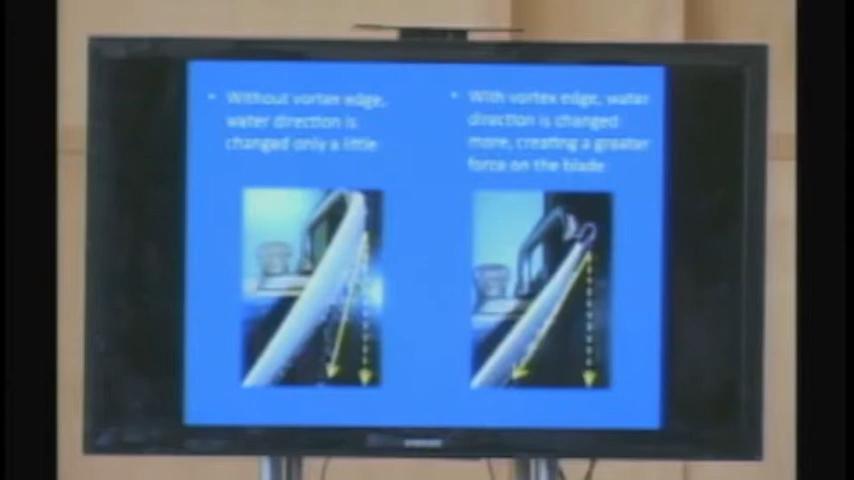 • Without vortex edge,
water direction is
changed only a little
• With vortex edge, water
direction is changed
more, creating a greater
force on the blade